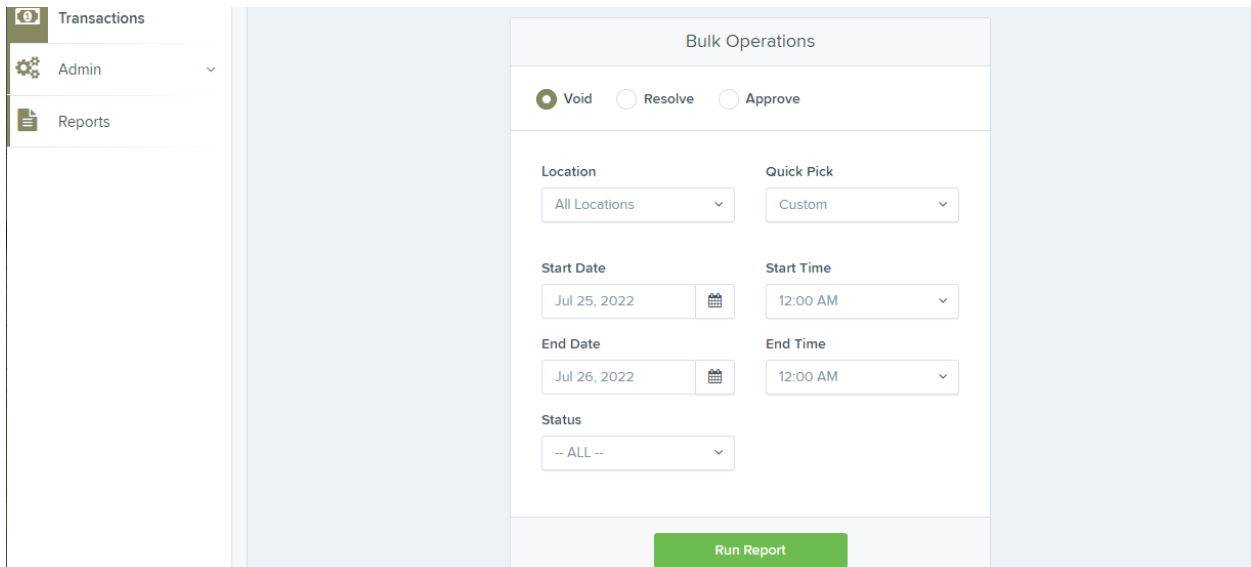 Transactions
Admin
Reports
Bulk Operations
Void Resolve Approve
Location Quick Pick
All Locations Custom
Start Date Start Time
Jul 25, 2022 12:00 AM
End Date End Time
Jul 26, 2022 12:00 AM
Status
-- ALL --
Run Report